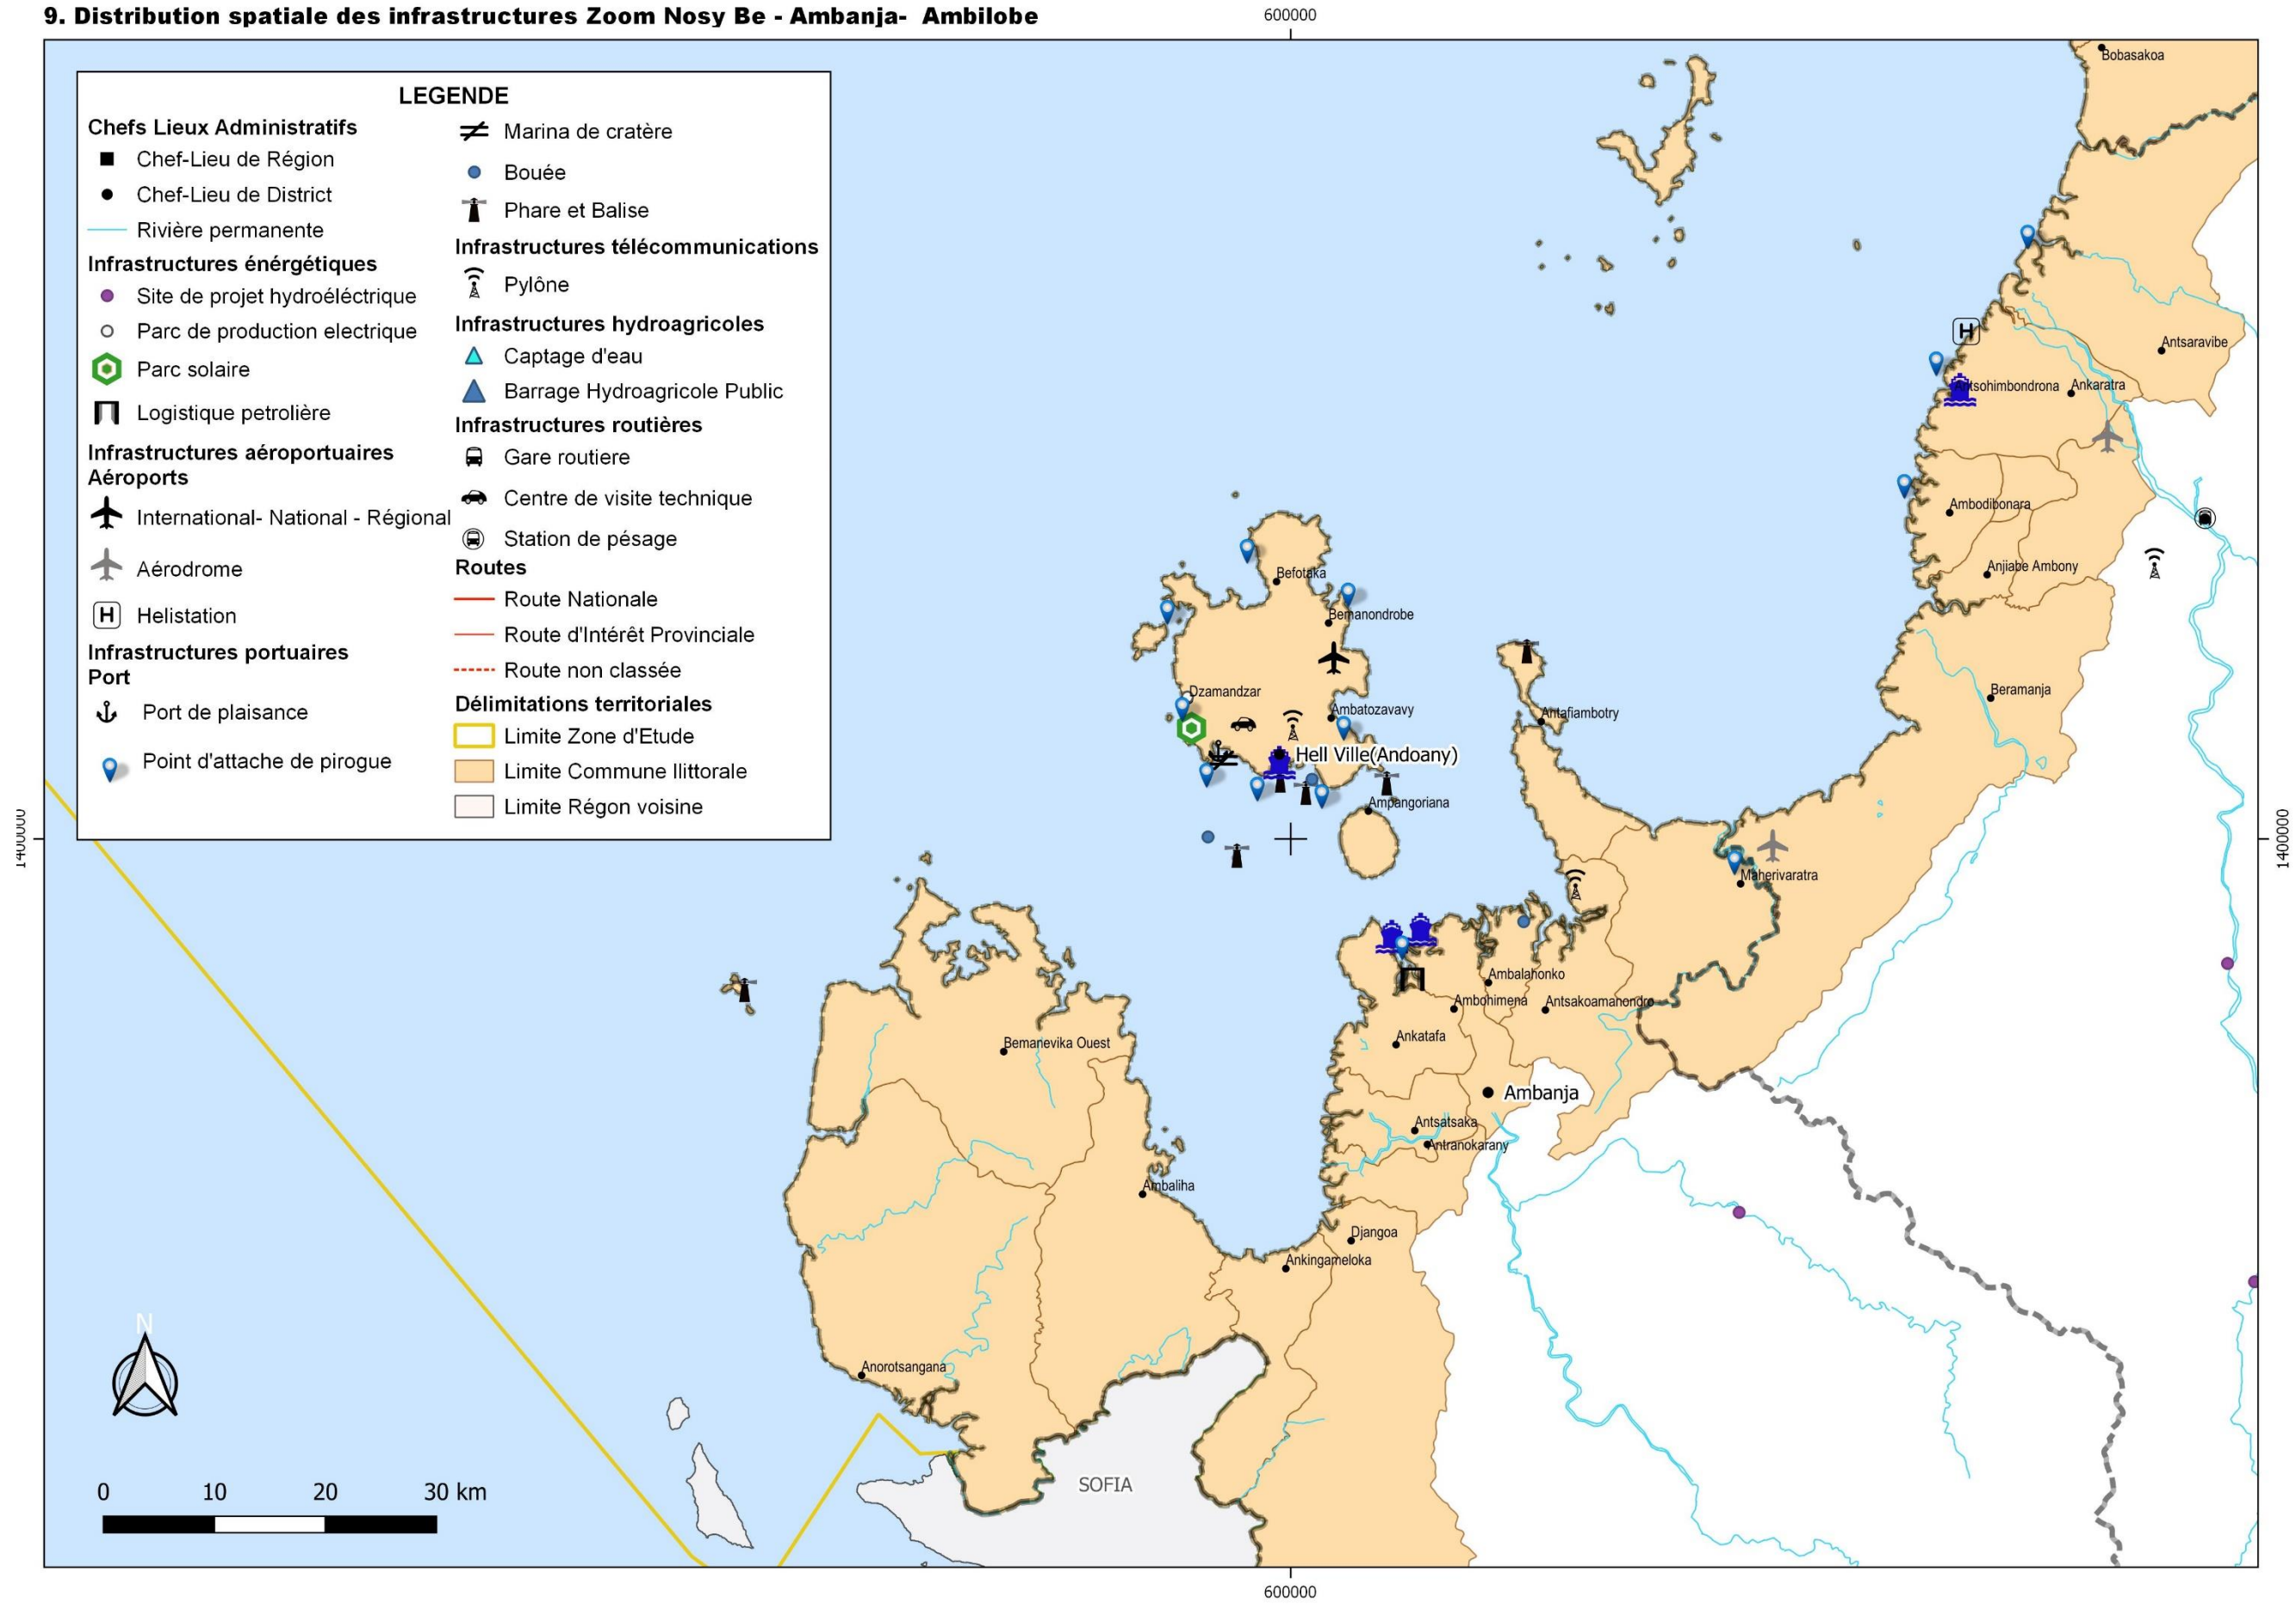 9. Distribution spatiale des infrastructures Zoom Nosy Be - Ambanja- Ambilobe
600000
LEGENDE
Chefs Lieux Administratifs
Chef-Lieu de Région
Chef-Lieu de District
Rivière permanente
Infrastructures énérgétiques
Site de projet hydroéléctrique
Parc de production electrique
Parc solaire
Logistique petrolière
Infrastructures aéroportuaires
Aéroports
International- National - Régional
Aérodrome
H Helistation
Infrastructures portuaires
Port
Port de plaisance
Point d'attache de pirogue
Marina de cratère
Bouée
Phare et Balise
Infrastructures télécommunications
Pylône
Infrastructures hydroagricoles
Captage d'eau
Barrage Hydroagricole Public
Infrastructures routières
Gare routiere
Centre de visite technique
Station de pésage
Routes
Route Nationale
Route d'Intérêt Provinciale
Route non classée
Délimitations territoriales
Limite Zone d'Etude
Limite Commune llittorale
Limite Régon voisine
Bobasakoa
H
Antsaravibe
Antsohimbondrona
Ankaratra
Ambodibonara
Anjiabe Ambony
Befotaka
Bemanondrobe
Beramanja
Dzamandzar
Ambatozavavy
Antafiambotry
Hell Ville(Andoany)
Ampangoriana
1400000
1400000
Maherivaratra
Ambalahonko
Ambohimena
Antsakoamanondro
Ankatafa
Bemanevika Ouest
Ambanja
Antsatsaka
Antranokarany
Ambaliha
Djangoa
Ankingameloka
N
Anorotsangana
SOFIA
0 10 20 30 km
600000